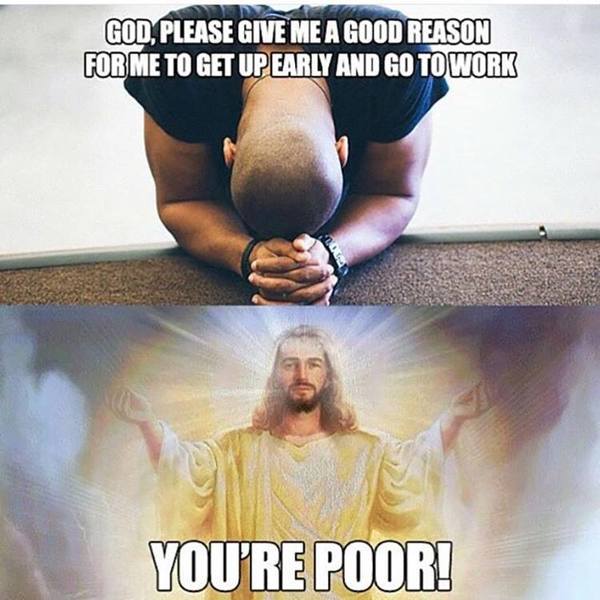 GOD, PLEASE GIVE ME A GOOD REASON
FOR ME TO GET UP EARLY AND GO TO WORK
YOU'RE POOR!